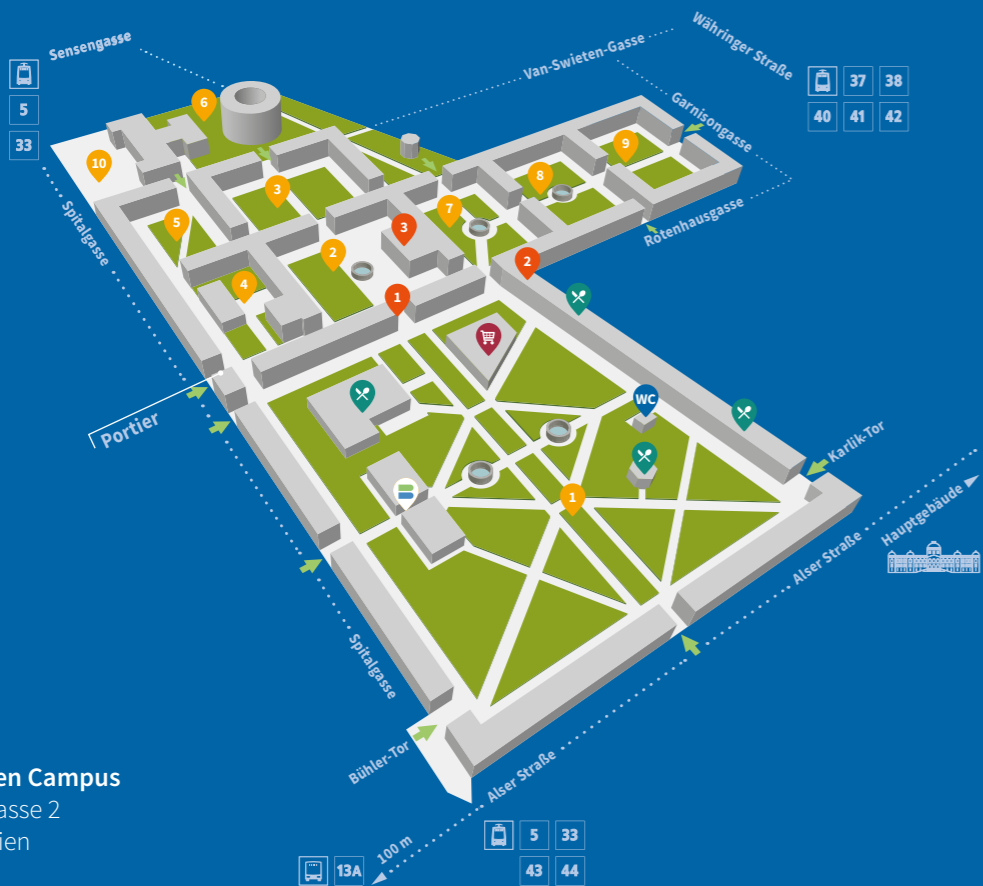 Sensengasse
5
33
Van-Swieten-Gasse
Währinger Straße
37 38
40 41 42
Garnisongasse
Rotenhausgasse
6
10
3
5
4
2
7
8
9
3
1
2
Spitalgasse
Portier
WC
1
Karlik-Tor
Hauptgebäude
Alser Straße
Spitalgasse
Bühler-Tor
Alser Straße
100 m
13A
5 33
43 44
en Campus
asse 2
ien